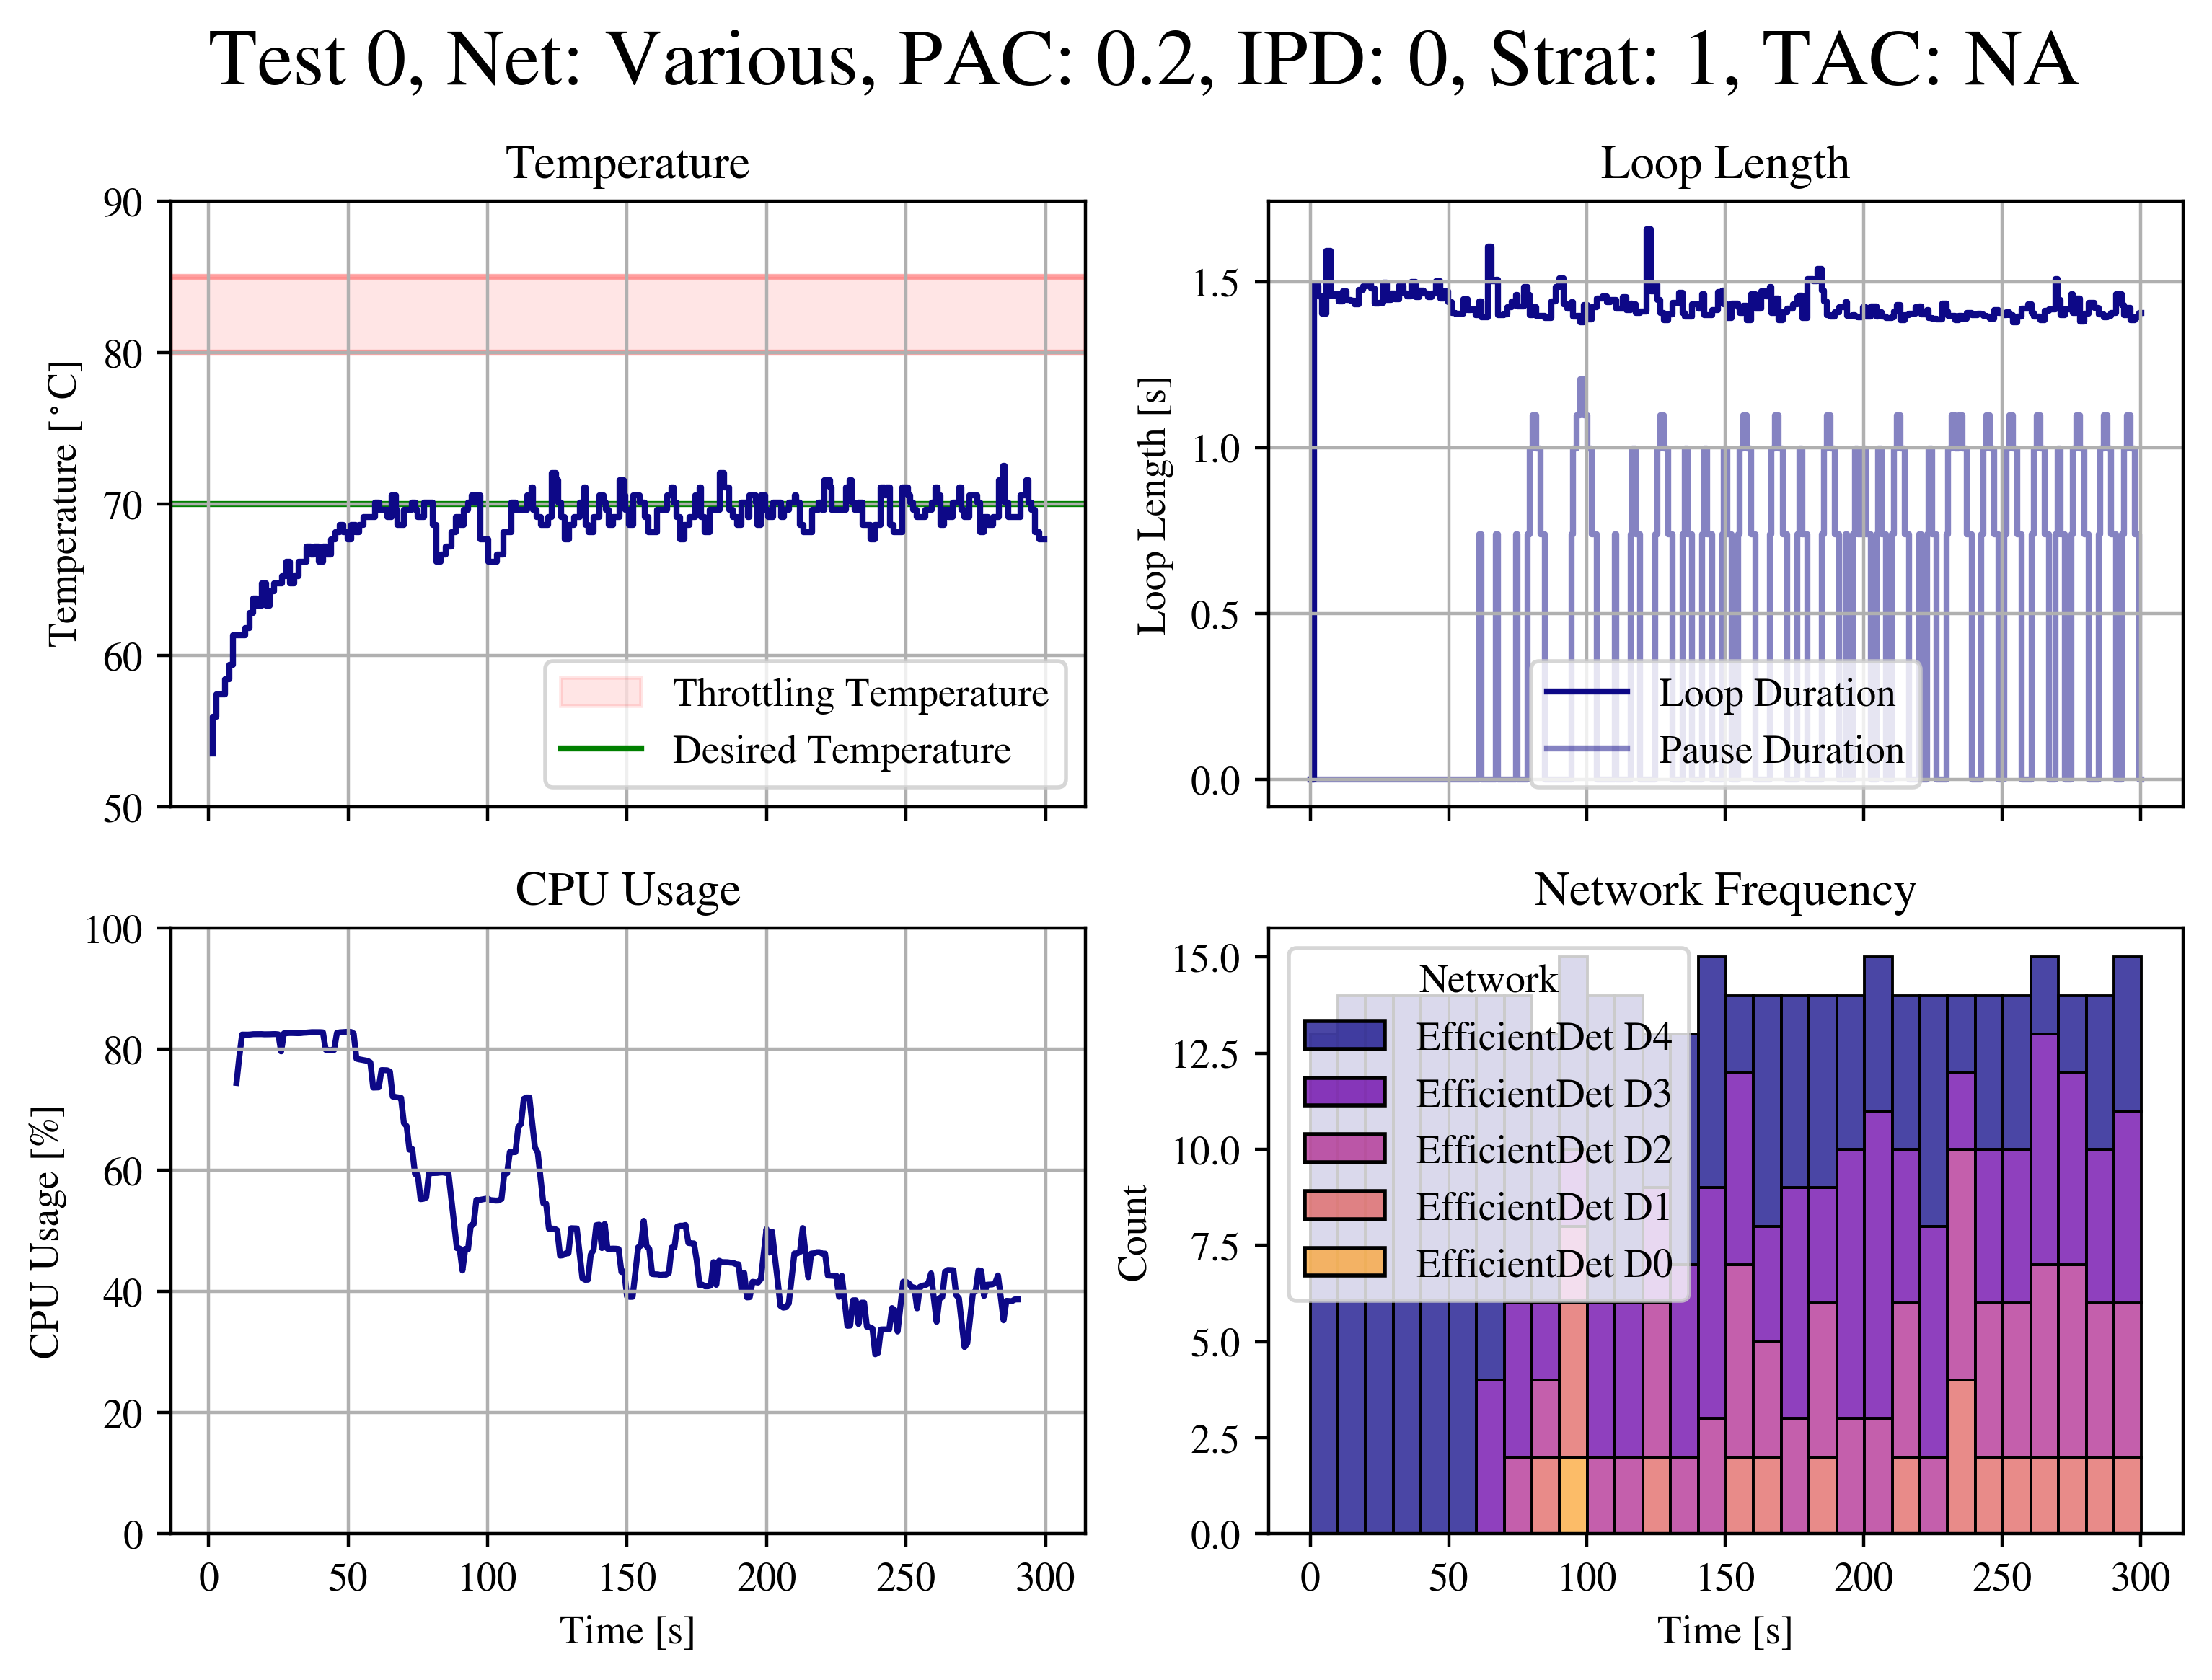 Test 0, Net: Various, PAC: 0.2, IPD: 0, Strat: 1, TAC: NA
Temperature
90
80
70
60
50
Temperature [°C]
Throttling Temperature
Desired Temperature
Loop Length
1.5
1.0
0.5
0.0
Loop Length [s]
Loop Duration
Pause Duration
CPU Usage
100
80
60
40
20
0
CPU Usage [%]
0 50 100 150 200 250 300
Time [s]
Network Frequency
15.0
12.5
10.0
7.5
5.0
2.5
0.0
Count
Network
EfficientDet D4
EfficientDet D3
EfficientDet D2
EfficientDet D1
EfficientDet D0
0 50 100 150 200 250 300
Time [s]